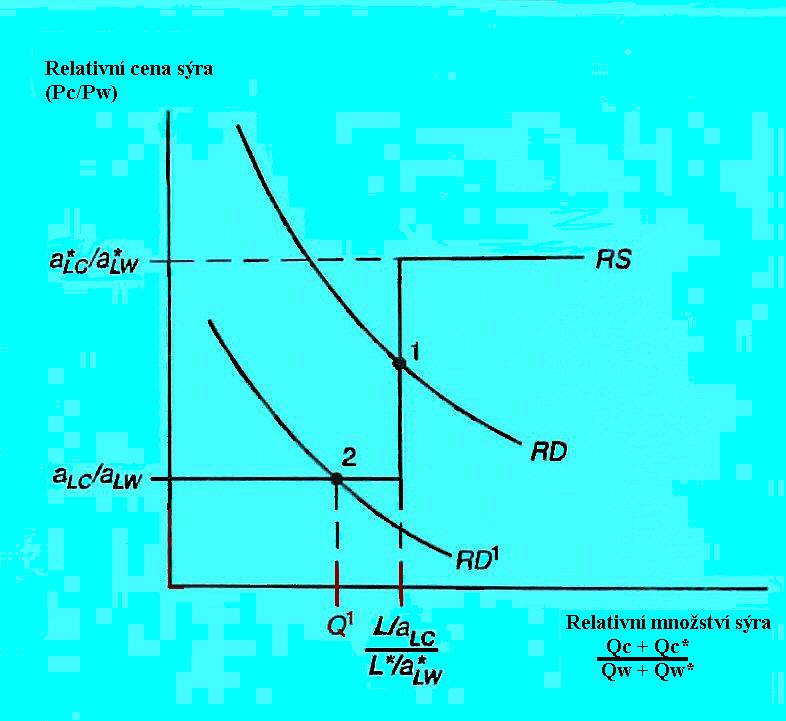 Relativní cena sýra
(Pc/Pw)
a*LC/a*LW
RS
1
RD
2
aLC/aLW
RD¹
Q¹
L/aLC
L*/a*LW
Relativní množství sýra
Qc + Qc*
Qw + Qw*